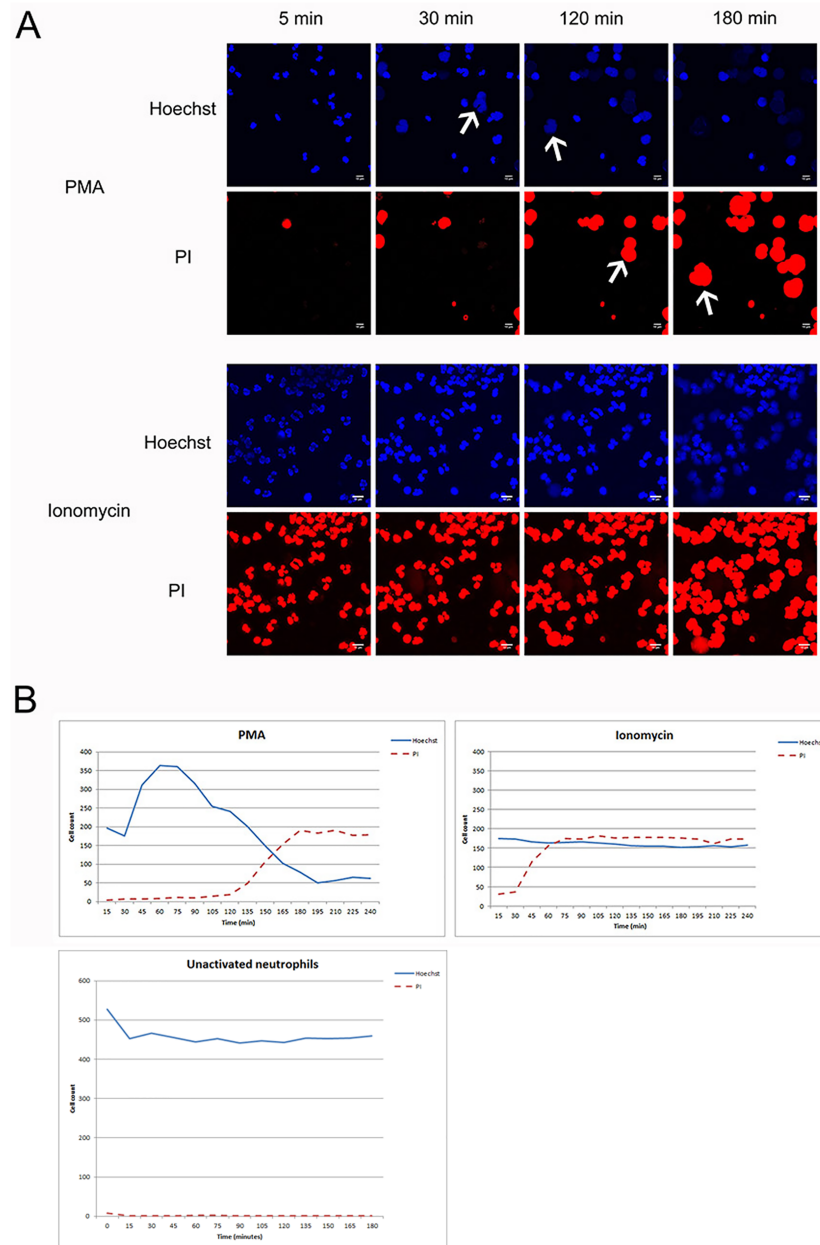 A
5 min 30 min 120 min 180 min
Hoechst
PMA
PI
Hoechst
Ionomycin
PI
B
PMA
Hoechst
PI
400
350
300
250
200
150
100
50
0
Cell count
15 30 45 60 75 90 105 120 135 150 165 180 195 210 225 240
Time (min)
Ionomycin
Hoechst
PI
400
350
300
250
200
150
100
50
0
Cell count
15 30 45 60 75 90 105 120 135 150 165 180 195 210 225 240
Time (min)
Unactivated neutrophils
Hoechst
PI
600
500
400
300
200
100
0
Cell count
0 15 30 45 60 75 90 105 120 135 150 165 180
Time (minutes)